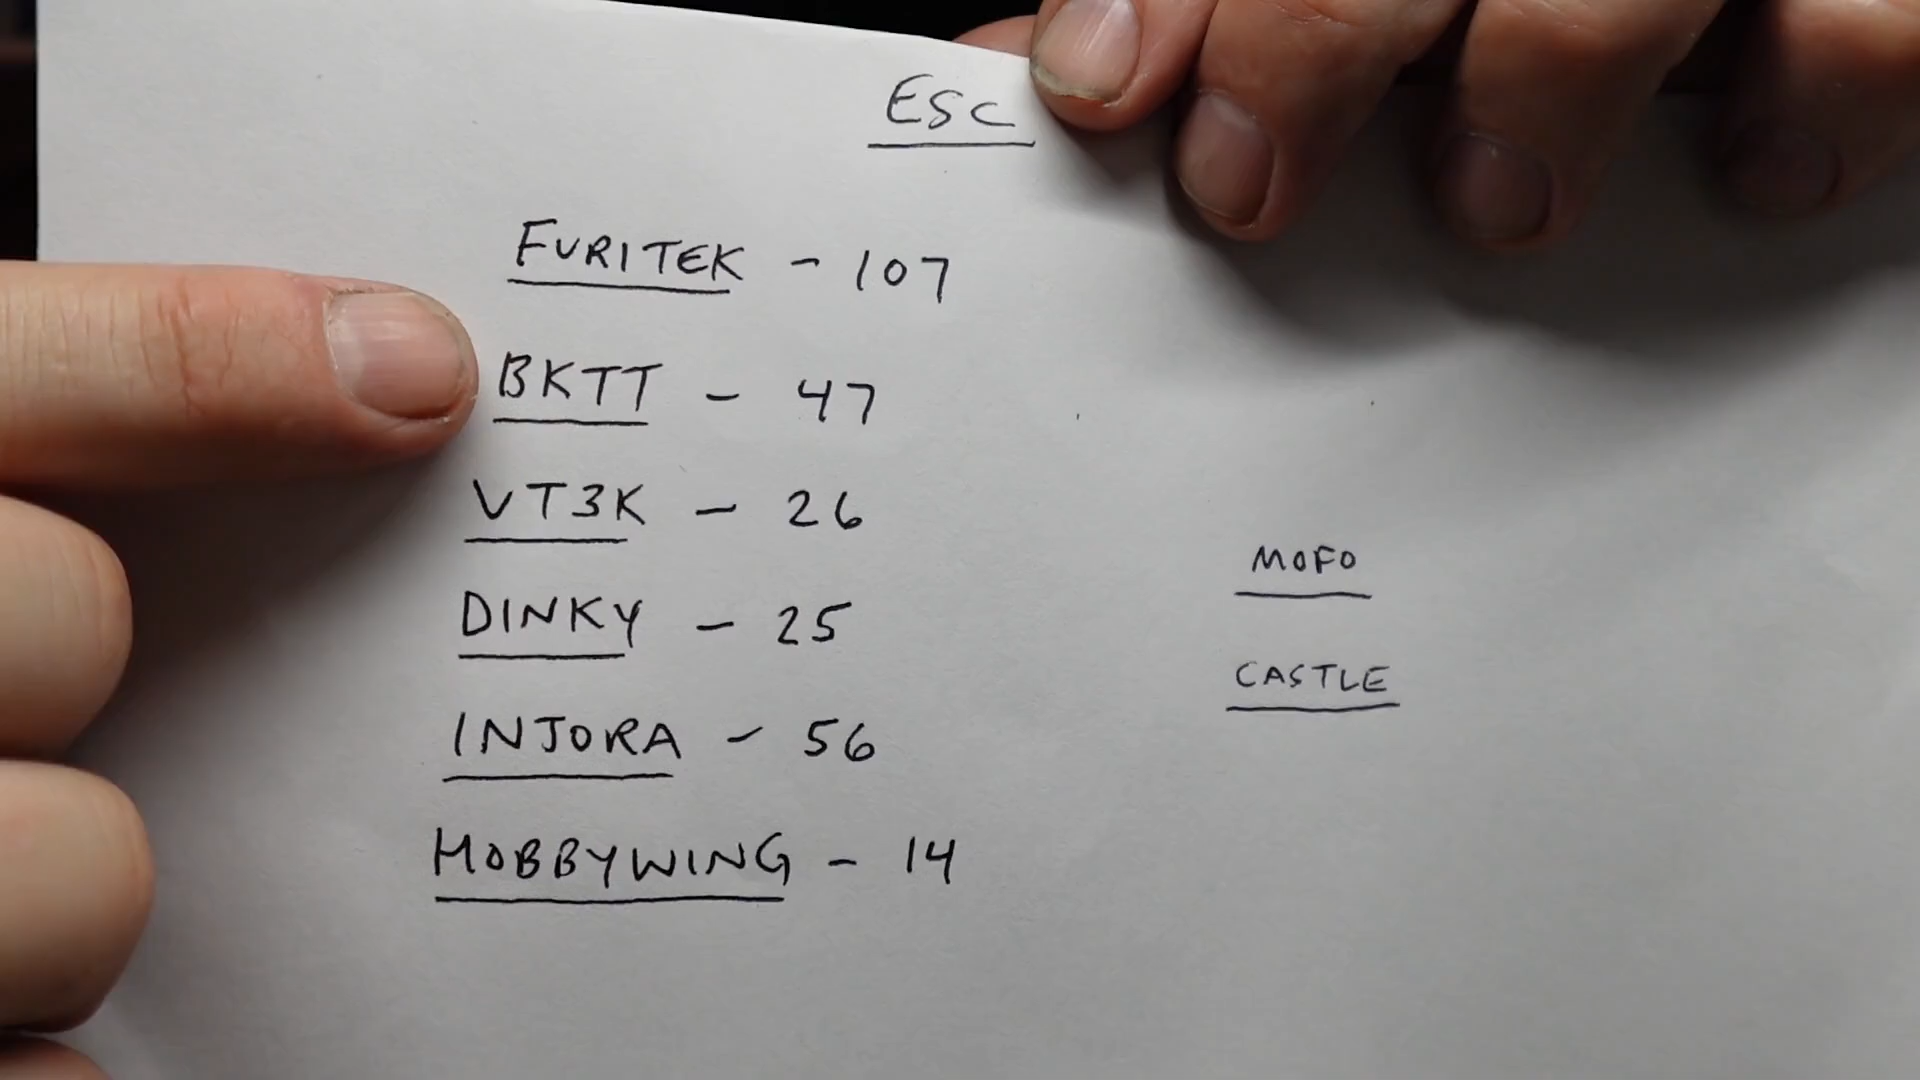 ESC
FURITEK - 107
BKTT - 47
VT3K - 26
DINKY - 25
INJORA - 56
HOBBYWING - 14
MOFO
CASTLE